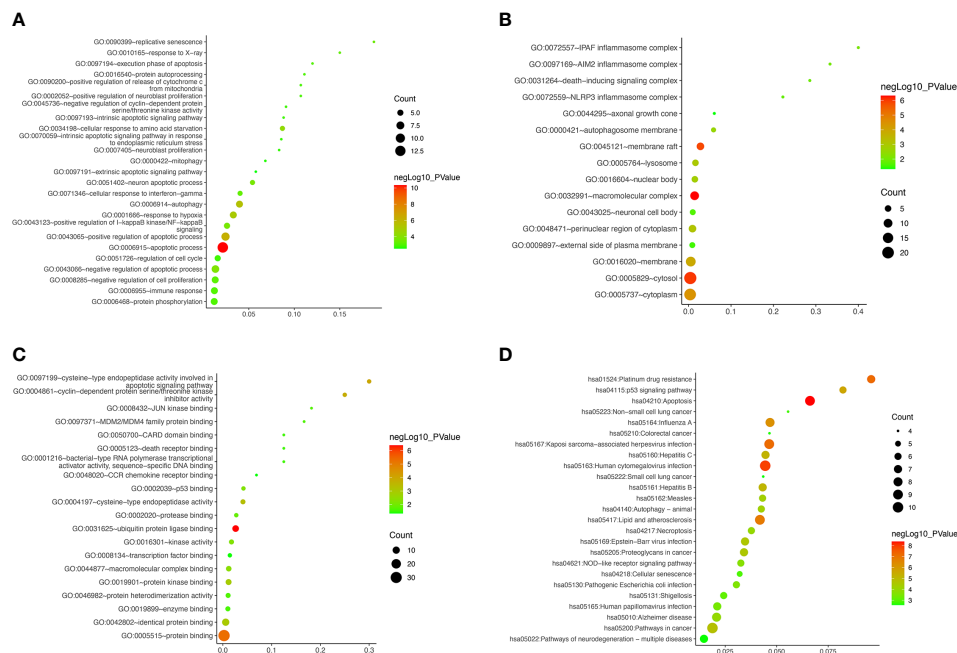 A
GO:0090399~replicative senescence
GO:0010165~response to X-ray
GO:0097194~execution phase of apoptosis
GO:0016540~protein autoprocessing
GO:0090200~positive regulation of release of cytochrome c
from mitochondria
GO:0002052~positive regulation of neuroblast proliferation
GO:0045736~negative regulation of cyclin-dependent protein
serine/threonine kinase activity
GO:0097193~intrinsic apoptotic signaling pathway
GO:0034198~cellular response to amino acid starvation
GO:0070059~intrinsic apoptotic signaling pathway in response
to endoplasmic reticulum stress
GO:0007405~neuroblast proliferation
GO:0000422~mitophagy
GO:0097191~extrinsic apoptotic signaling pathway
GO:0051402~neuron apoptotic process
GO:0071346~cellular response to interferon-gamma
GO:0006914~autophagy
GO:0001666~response to hypoxia
GO:0043123~positive regulation of I-kappaB kinase/NF-kappaB
signaling
GO:0043065~positive regulation of apoptotic process
GO:0006915~apoptotic process
GO:0051726~regulation of cell cycle
GO:0043066~negative regulation of apoptotic process
GO:0008285~negative regulation of cell proliferation
GO:0006955~immune response
GO:0006468~protein phosphorylation
0.05 0.10 0.15
Count
5.0
7.5
10.0
12.5
negLog10_PValue
10
8
6
4
B
GO:0072557~IPAF inflammasome complex
GO:0097169~AIM2 inflammasome complex
GO:0031264~death-inducing signaling complex
GO:0072559~NLRP3 inflammasome complex
GO:0044295~axonal growth cone
GO:0000421~autophagosome membrane
GO:0045121~membrane raft
GO:0005764~lysosome
GO:0016604~nuclear body
GO:0032991~macromolecular complex
GO:0043025~neuronal cell body
GO:0048471~perinuclear region of cytoplasm
GO:0009897~external side of plasma membrane
GO:0016020~membrane
GO:0005829~cytosol
GO:0005737~cytoplasm
0.0 0.1 0.2 0.3 0.4
negLog10_PValue
6
5
4
3
2
Count
5
10
15
20
C
GO:0097199~cysteine-type endopeptidase activity involved in
apoptotic signaling pathway
GO:0004861~cyclin-dependent protein serine/threonine kinase
inhibitor activity
GO:0008432~JUN kinase binding
GO:0097371~MDM2/MDM4 family protein binding
GO:0050700~CARD domain binding
GO:0005123~death receptor binding
GO:0001216~bacterial-type RNA polymerase transcriptional
activator activity, sequence-specific DNA binding
GO:0048020~CCR chemokine receptor binding
GO:0002039~p53 binding
GO:0004197~cysteine-type endopeptidase activity
GO:0002020~protease binding
GO:0031625~ubiquitin protein ligase binding
GO:0016301~kinase activity
GO:0008134~transcription factor binding
GO:0044877~macromolecular complex binding
GO:0019901~protein kinase binding
GO:0046982~protein heterodimerization activity
GO:0019899~enzyme binding
GO:0042802~identical protein binding
GO:0005515~protein binding
0.0 0.1 0.2 0.3
negLog10_PValue
6
5
4
3
2
Count
10
20
30
D
hsa01524:Platinum drug resistance
hsa04115:p53 signaling pathway
hsa04210:Apoptosis
hsa05223:Non-small cell lung cancer
hsa05164:Influenza A
hsa05210:Colorectal cancer
hsa05167:Kaposi sarcoma-associated herpesvirus infection
hsa05160:Hepatitis C
hsa05163:Human cytomegalovirus infection
hsa05222:Small cell lung cancer
hsa05161:Hepatitis B
hsa05162:Measles
hsa04140:Autophagy - animal
hsa05417:Lipid and atherosclerosis
hsa04217:Necroptosis
hsa05169:Epstein-Barr virus infection
hsa05205:Proteoglycans in cancer
hsa04621:NOD-like receptor signaling pathway
hsa04218:Cellular senescence
hsa05130:Pathogenic Escherichia coli infection
hsa05131:Shigellosis
hsa05165:Human papillomavirus infection
hsa05010:Alzheimer disease
hsa05200:Pathways in cancer
hsa05022:Pathways of neurodegeneration - multiple diseases
0.025 0.050 0.075
Count
4
5
6
7
8
9
10
negLog10_PValue
8
7
6
5
4
3